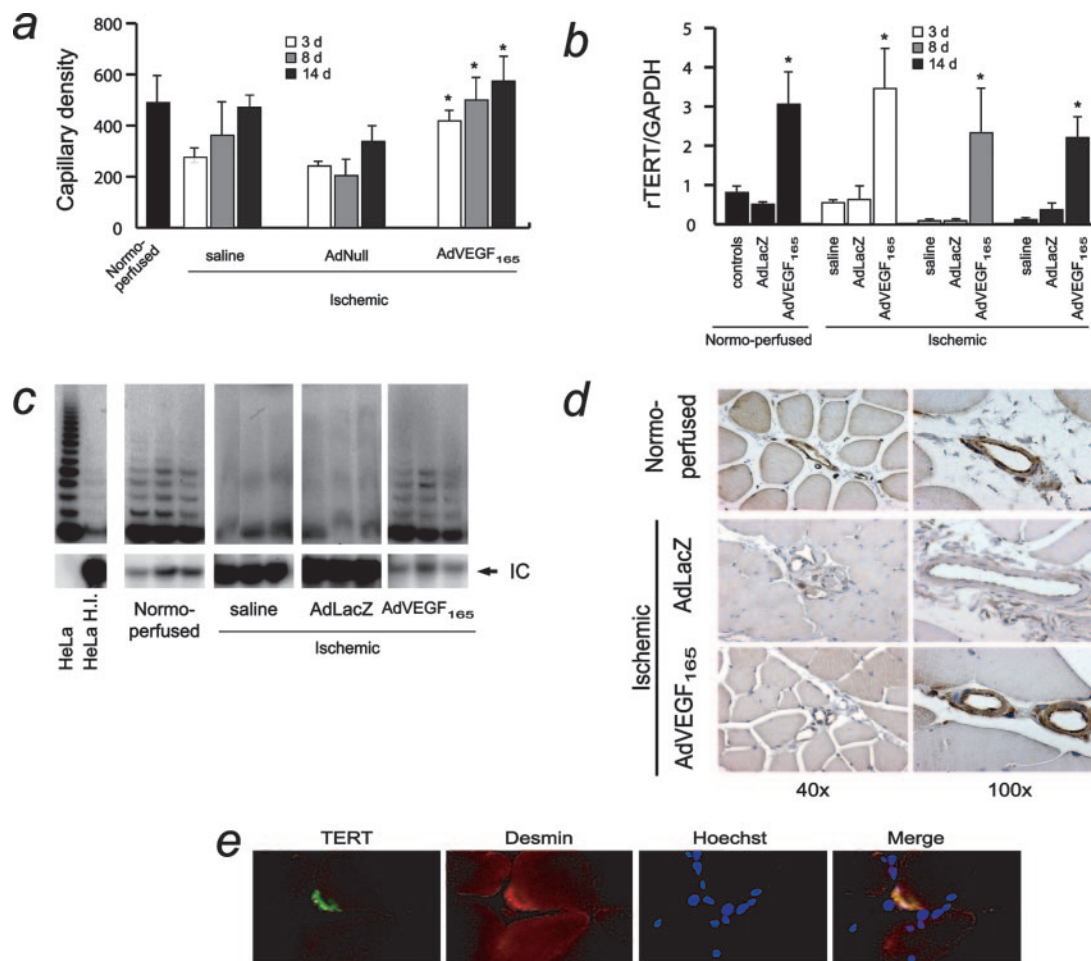 a
Capillary density
800
600
400
200
0
3 d
8 d
14 d
*
*
*
Normo-
perfused
saline
AdNull
AdVEGF165
Ischemic
b
rTERT/GAPDH
5
4
3
2
1
0
3 d
8 d
14 d
*
*
*
*
controls
AdLacZ
AdVEGF165
saline
AdLacZ
AdVEGF165
saline
AdLacZ
AdVEGF165
saline
AdLacZ
AdVEGF165
Normo-perfused
Ischemic
c
IC
HeLa
HeLa H.I.
Normo-
perfused
saline
AdLacZ
AdVEGF165
Ischemic
d
Normo-
perfused
Ischemic
AdLacZ
AdVEGF165
40x
100x
e
TERT
Desmin
Hoechst
Merge